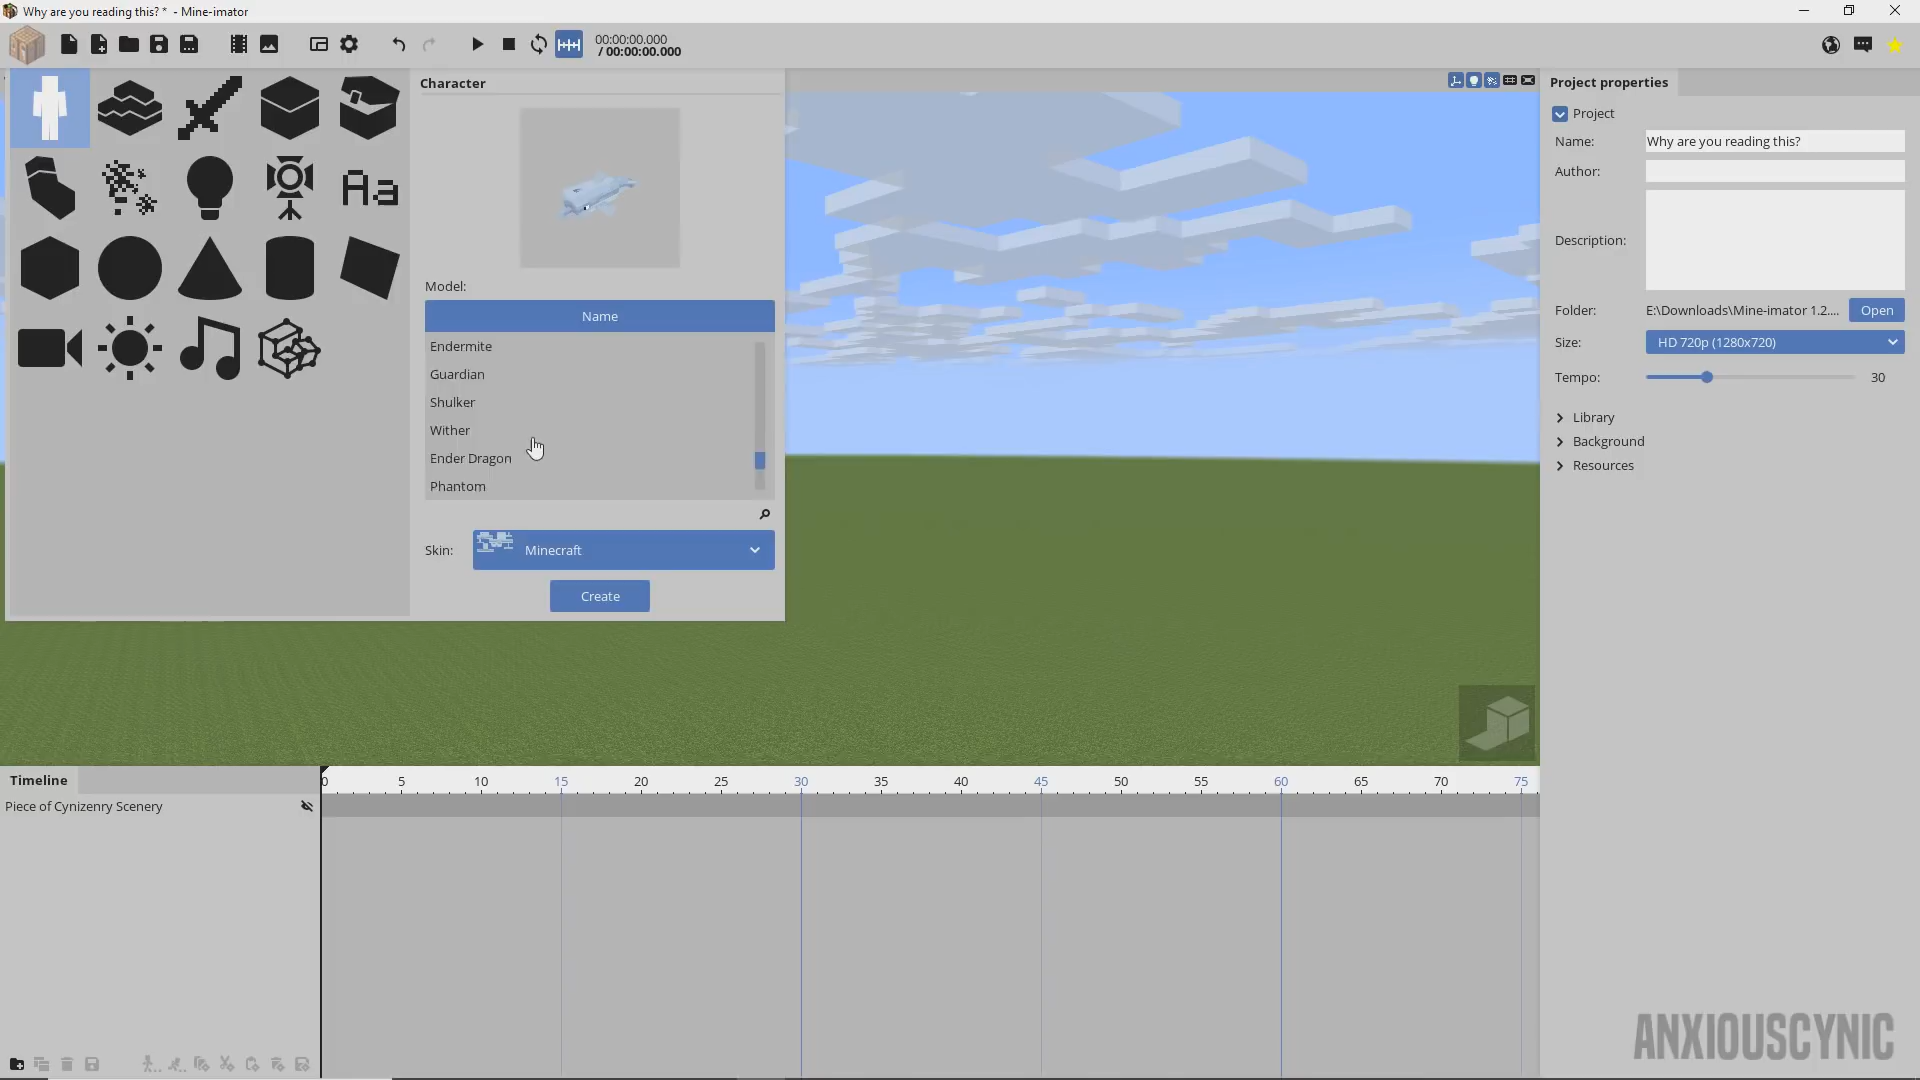 Why are you reading this? * - Mine-imator
00:00:00.000
/ 00:00:00.000
Character
Model:
Name
Endermite
Guardian
Shulker
Wither
Ender Dragon
Phantom
Skin:
Minecraft
Create
Aa
Project properties
Project
Name:
Why are you reading this?
Author:
Description:
Folder:
E:\Downloads\Mine-imator 1.2....
Open
Size:
HD 720p (1280x720)
Tempo:
30
Library
Background
Resources
Timeline
0 5 10 15 20 25 30 35 40 45 50 55 60 65 70 75
Piece of Cynizenry Scenery
ANXIOUSCYNIC